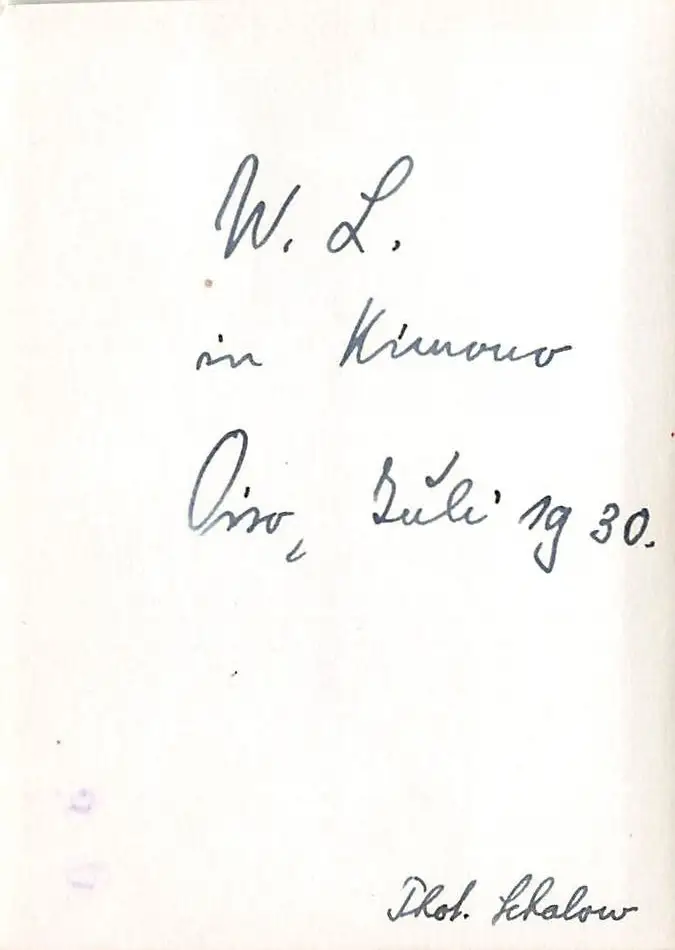 W. L.
in Kimono
Oiso, Juli 1930.
Phot. Schalow